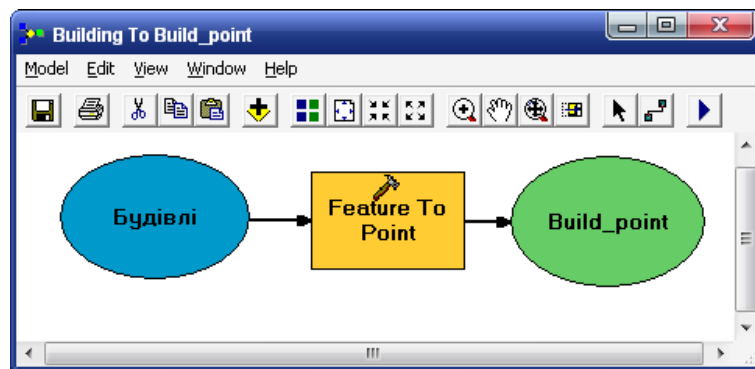 Building To Build_point
Model Edit View Window Help
Будівлі
Feature To
Point
Build_point